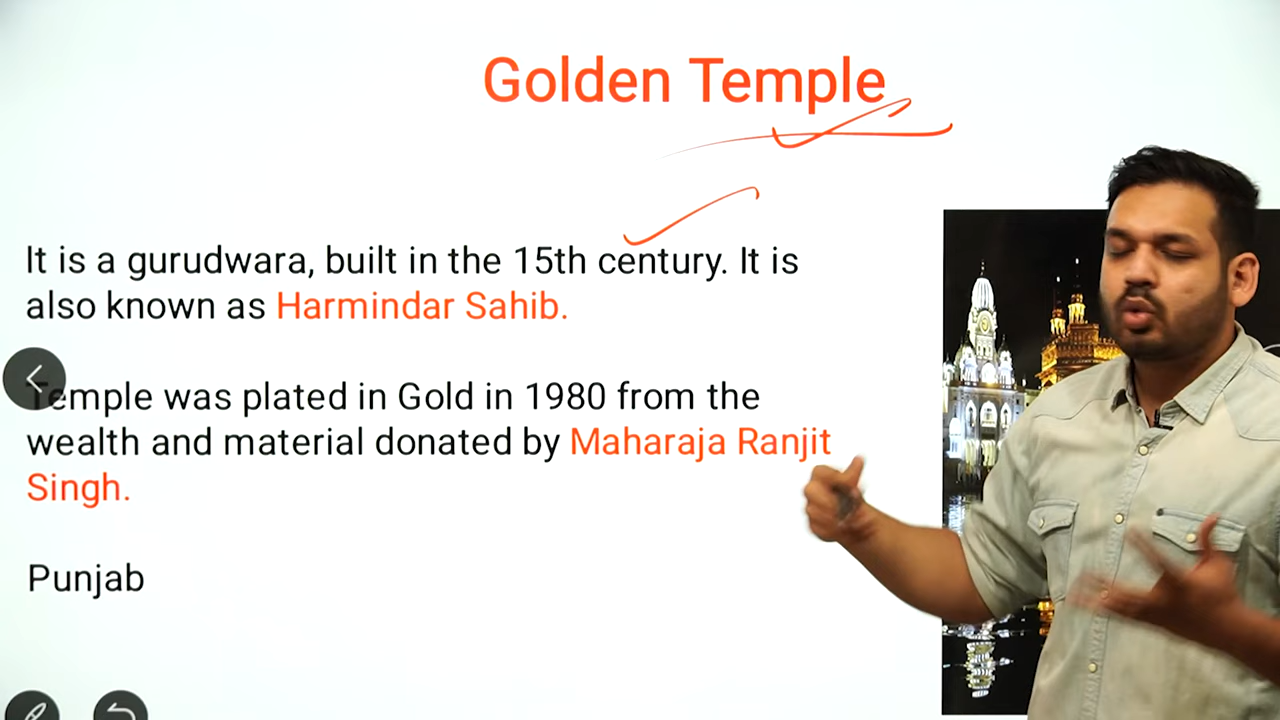 Golden Temple
It is a gurudwara, built in the 15th century. It is
also known as Harmindar Sahib.
Temple was plated in Gold in 1980 from the
wealth and material donated by Maharaja Ranjit
Singh.
Punjab